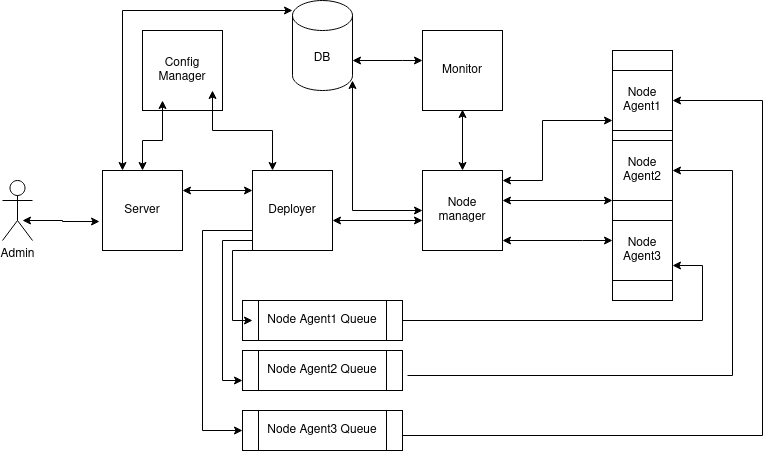 DB
Config
Manager
Monitor
Node
Agent1
Node
Agent2
Server
Deployer
Node
manager
Admin
Node
Agent3
Node Agent1 Queue
Node Agent2 Queue
Node Agent3 Queue